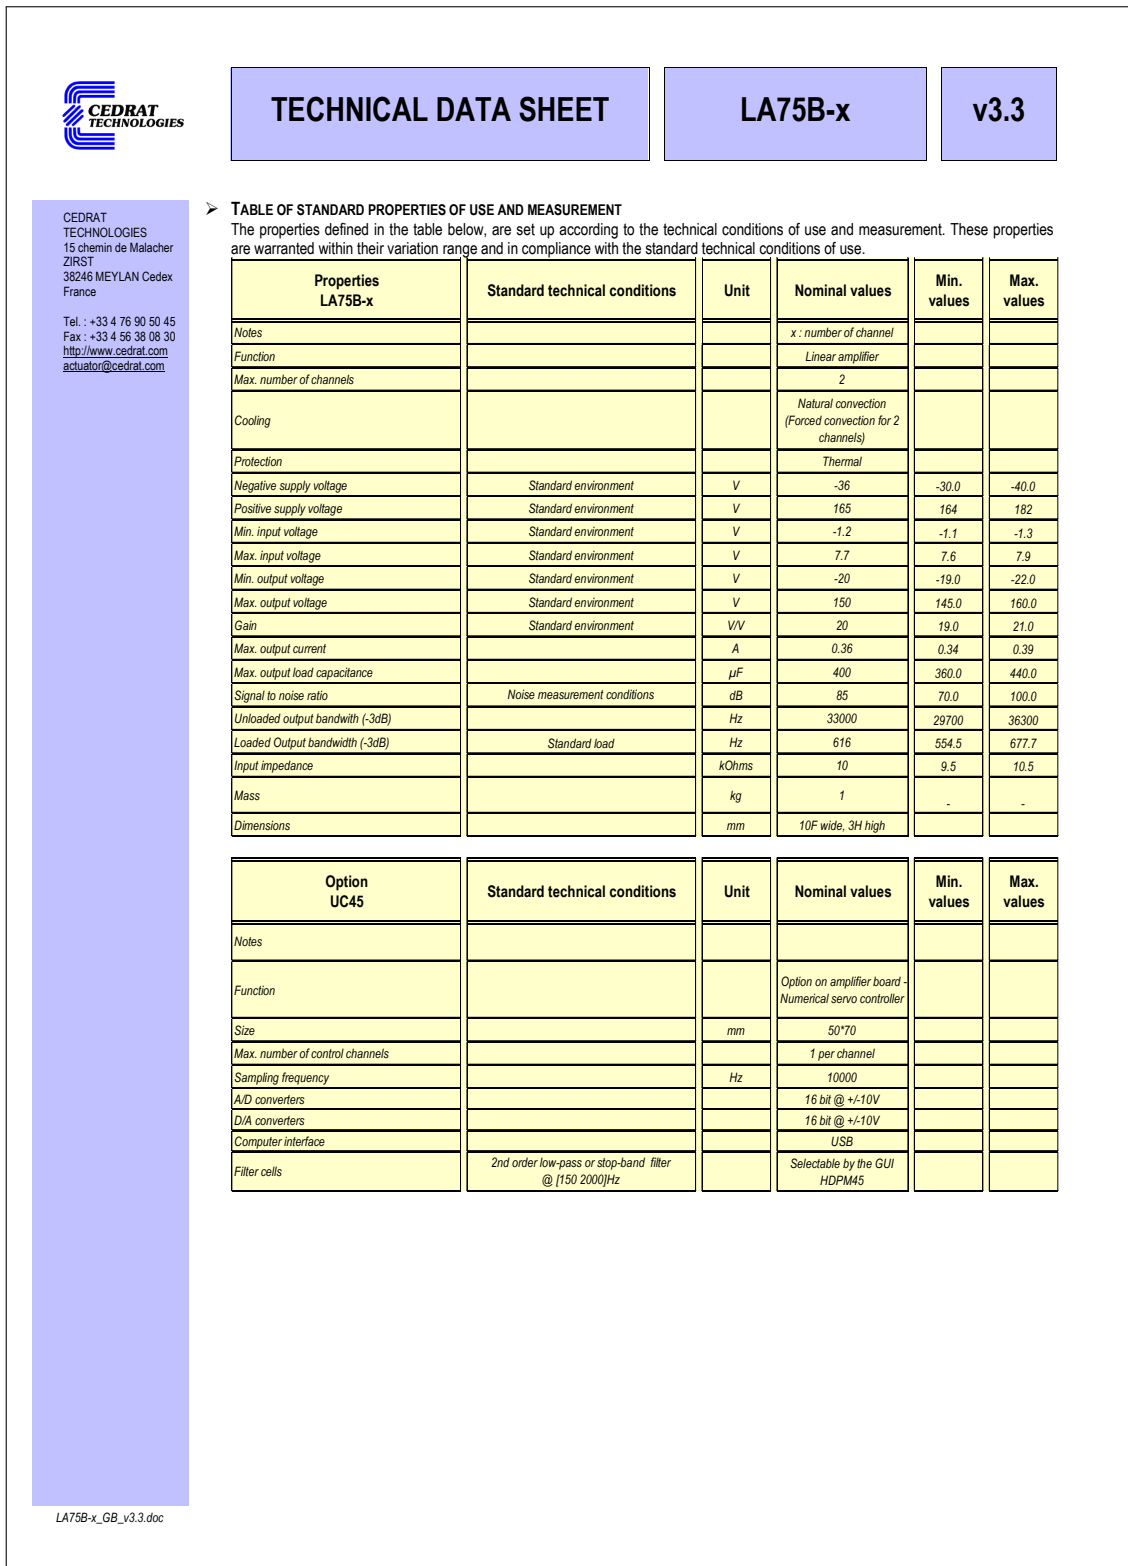 CEDRAT
TECHNOLOGIES
TECHNICAL DATA SHEET
LA75B-x
v3.3
CEDRAT
TECHNOLOGIES
15 chemin de Malacher
ZIRST
38246 MEYLAN Cedex
France
Tel. : +33 4 76 90 50 45
Fax : +33 4 56 38 08 30
http://www.cedrat.com
actuator@cedrat.com
➢ TABLE OF STANDARD PROPERTIES OF USE AND MEASUREMENT
The properties defined in the table below, are set up according to the technical conditions of use and measurement. These properties
are warranted within their variation range and in compliance with the standard technical conditions of use.
Properties LA75B-x Standard technical conditions Unit Nominal values Min. values Max. values
Notes x : number of channel
Function Linear amplifier
Max. number of channels 2
Cooling Natural convection (Forced convection for 2 channels)
Protection Thermal
Negative supply voltage Standard environment V -36 -30.0 -40.0
Positive supply voltage Standard environment V 165 164 182
Min. input voltage Standard environment V -1.2 -1.1 -1.3
Max. input voltage Standard environment V 7.7 7.6 7.9
Min. output voltage Standard environment V -20 -19.0 -22.0
Max. output voltage Standard environment V 150 145.0 160.0
Gain Standard environment V/V 20 19.0 21.0
Max. output current A 0.36 0.34 0.39
Max. output load capacitance µF 400 360.0 440.0
Signal to noise ratio Noise measurement conditions dB 85 70.0 100.0
Unloaded output bandwith (-3dB) Hz 33000 29700 36300
Loaded Output bandwidth (-3dB) Standard load Hz 616 554.5 677.7
Input impedance kOhms 10 9.5 10.5
Mass kg 1 - -
Dimensions mm 10F wide, 3H high
Option UC45 Standard technical conditions Unit Nominal values Min. values Max. values
Notes
Function Option on amplifier board - Numerical servo controller
Size mm 50*70
Max. number of control channels 1 per channel
Sampling frequency Hz 10000
A/D converters 16 bit @ +/-10V
D/A converters 16 bit @ +/-10V
Computer interface USB
Filter cells 2nd order low-pass or stop-band filter @ [150 2000]Hz Selectable by the GUI HDPM45
LA75B-x_GB_v3.3.doc